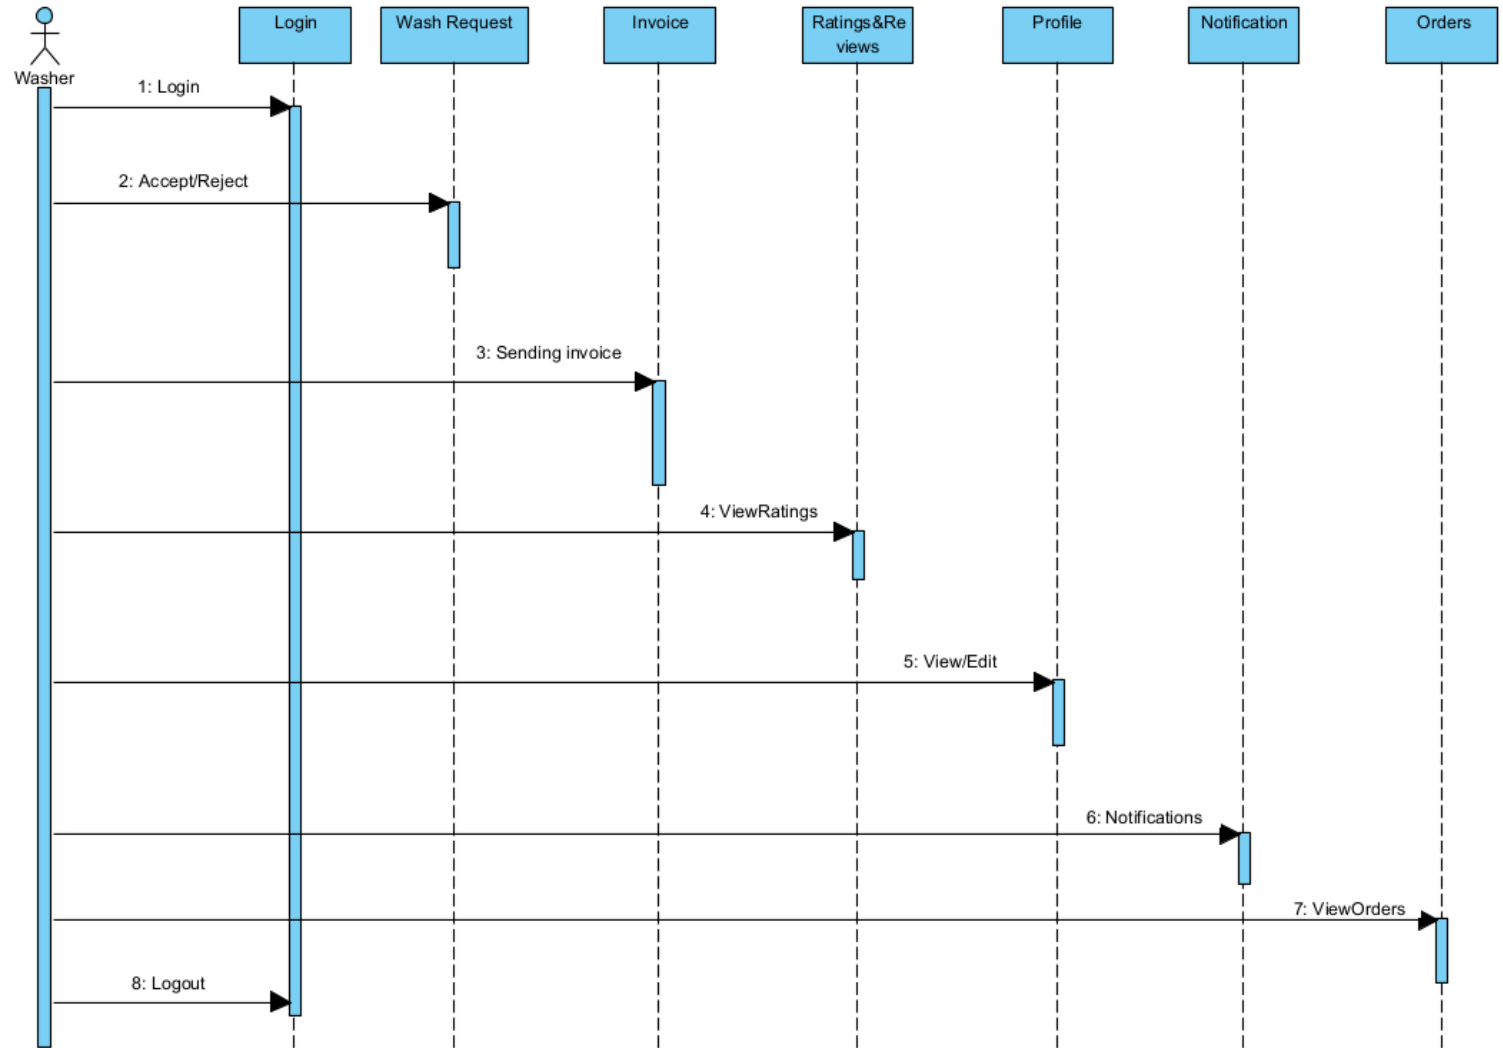 Washer
Login
Wash Request
Invoice
Ratings&Re
views
Profile
Notification
Orders
1: Login
2: Accept/Reject
3: Sending invoice
4: ViewRatings
5: View/Edit
6: Notifications
7: ViewOrders
8: Logout